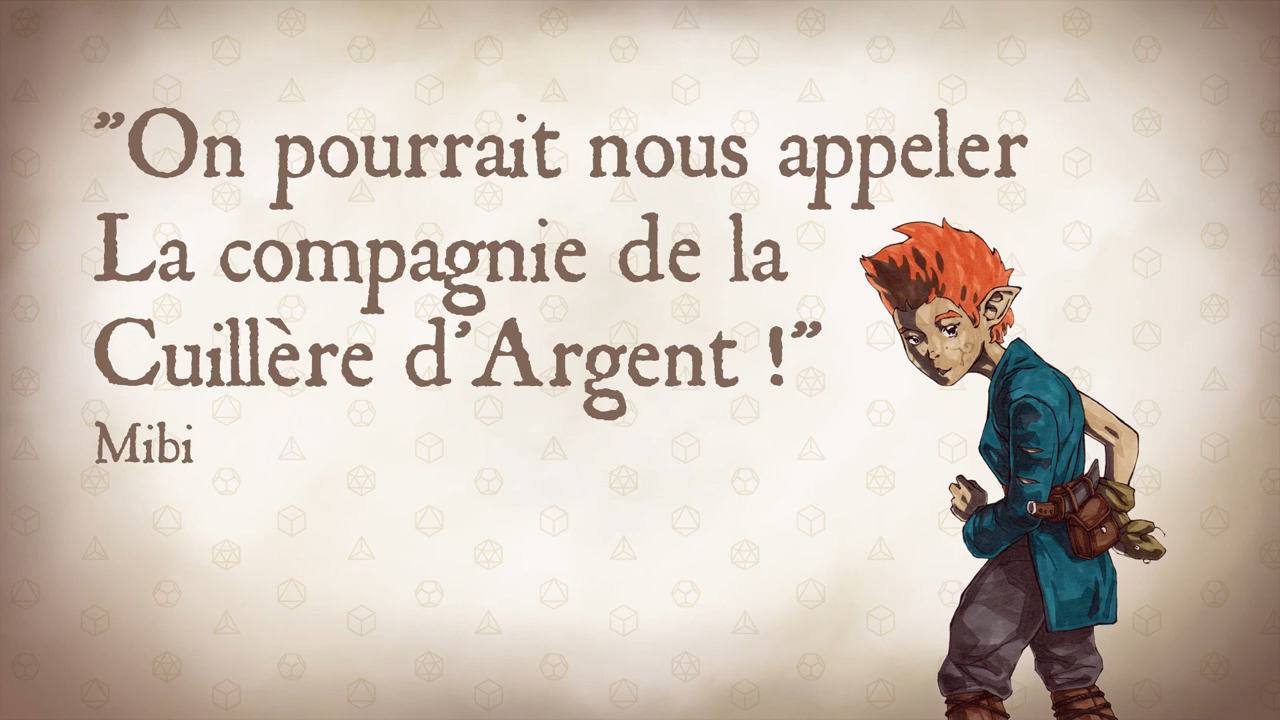 ”On pourrait nous appeler
La compagnie de la
Cuillère d’Argent !”
Mibi